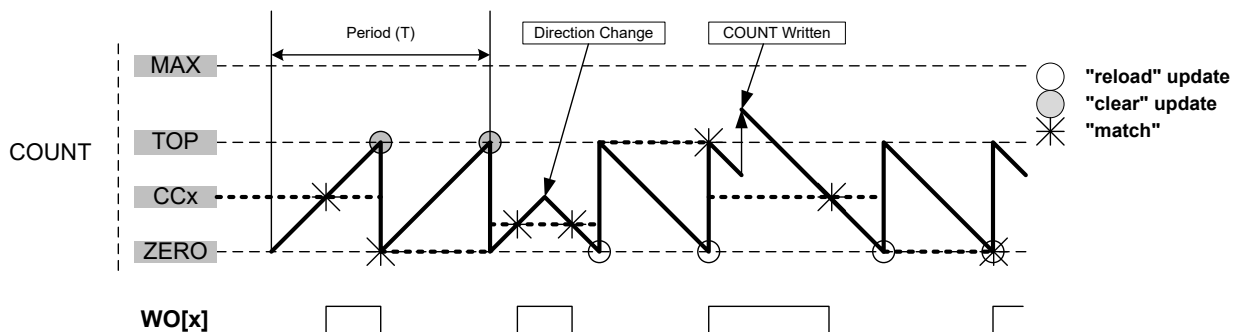 Period (T)
Direction Change
COUNT Written
MAX
"reload" update
"clear" update
"match"
TOP
COUNT
CCx
ZERO
WO[x]